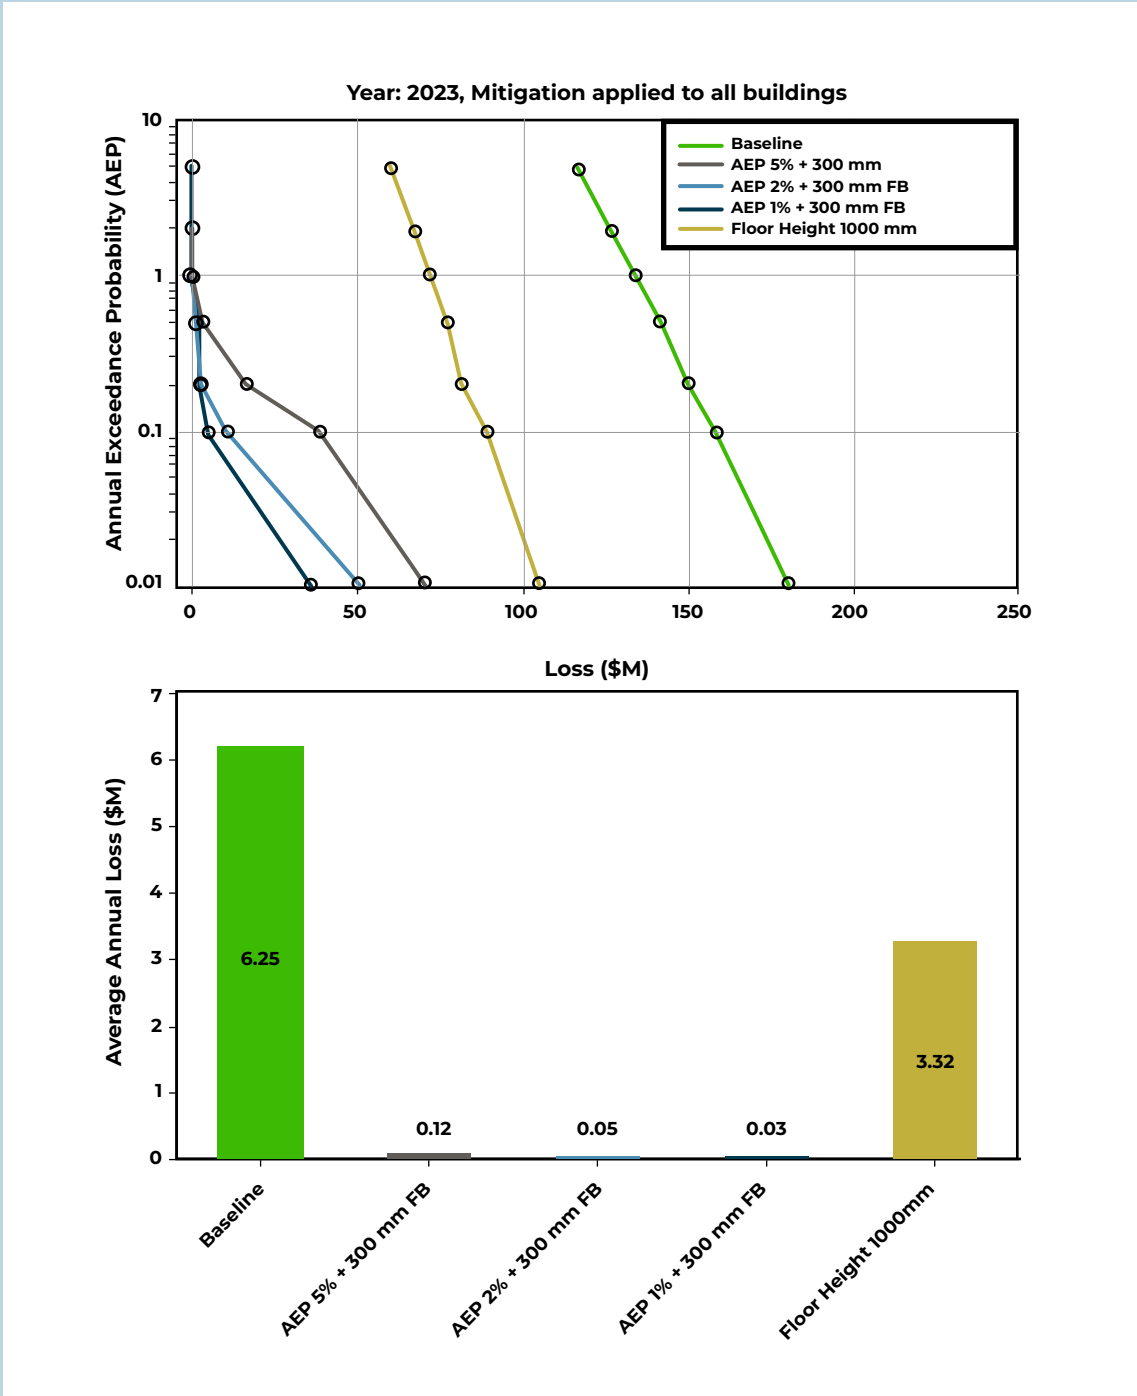 Year: 2023, Mitigation applied to all buildings
Annual Exceedance Probability (AEP)
10
1
0.1
0.01
Baseline
AEP 5% + 300 mm
AEP 2% + 300 mm FB
AEP 1% + 300 mm FB
Floor Height 1000 mm
0 50 100 150 200 250
Loss ($M)
Average Annual Loss ($M)
7
6
5
4
3
2
1
0
6.25
0.12
0.05
0.03
3.32
Baseline
AEP 5% + 300 mm FB
AEP 2% + 300 mm FB
AEP 1% + 300 mm FB
Floor Height 1000mm